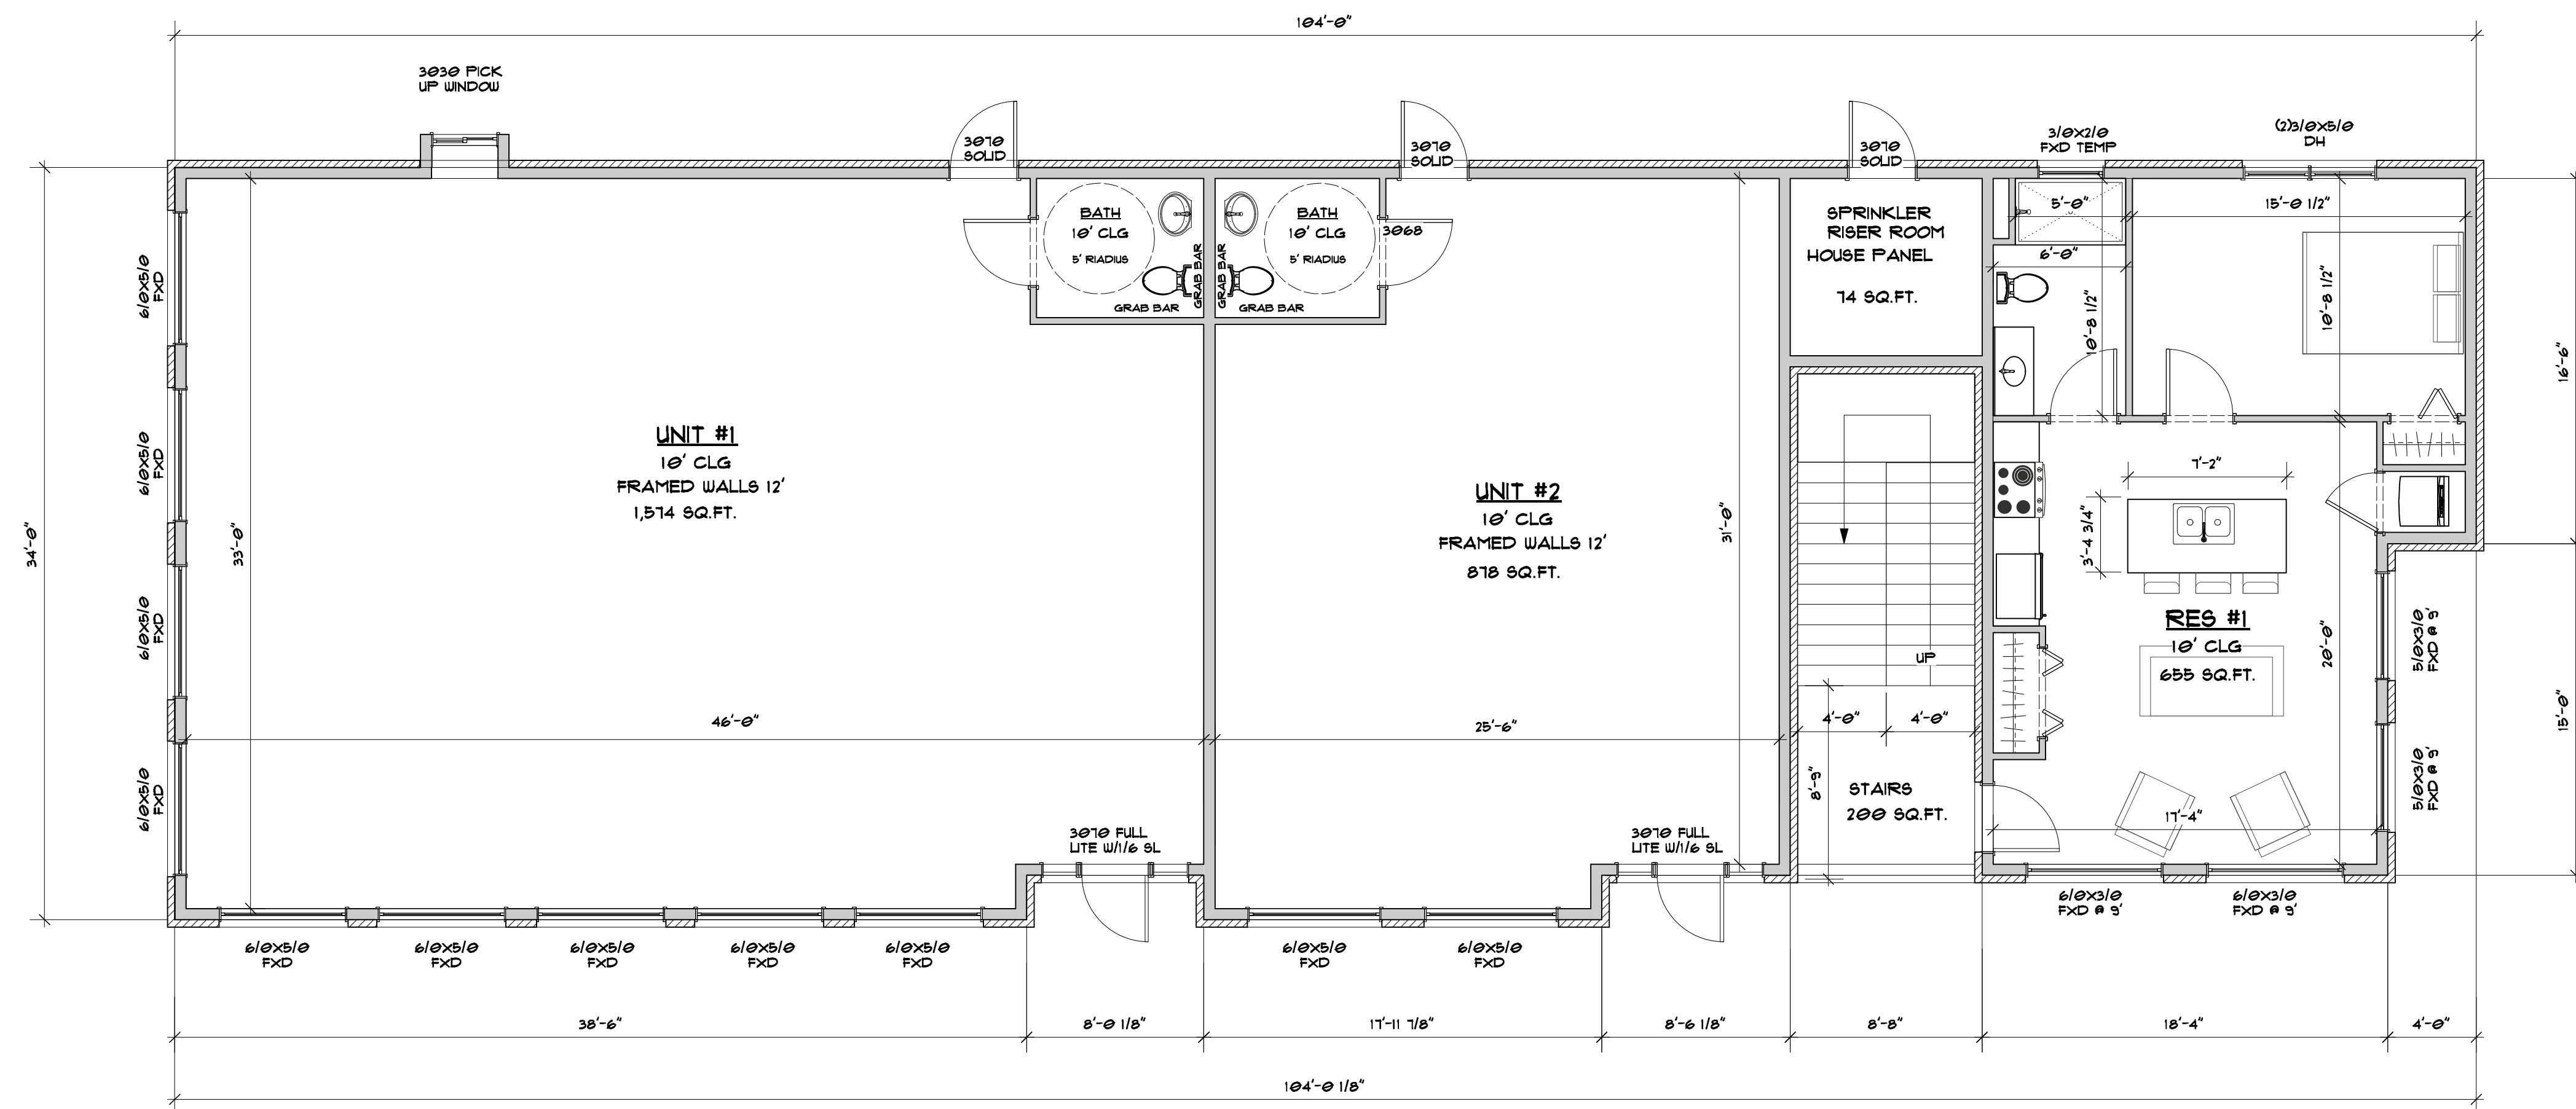 104'-0"
3030 PICK
UP WINDOW
3070
SOLID
3070
SOLID
3070
SOLID
3/0X2/0
FXD TEMP
(2)3/0X5/0
DH
BATH
10' CLG
5' RIADIUS
GRAB BAR
GRAB BAR
BATH
10' CLG
5' RIADIUS
GRAB BAR
GRAB BAR
3068
SPRINKLER
RISER ROOM
HOUSE PANEL
74 SQ.FT.
5'-0"
6'-0"
10'-8 1/2"
15'-0 1/2"
10'-8 1/2"
16'-6"
6/0X5/0
FXD
6/0X5/0
FXD
6/0X5/0
FXD
6/0X5/0
FXD
34'-0"
33'-0"
UNIT #1
10' CLG
FRAMED WALLS 12'
1,574 SQ.FT.
46'-0"
UNIT #2
10' CLG
FRAMED WALLS 12'
878 SQ.FT.
31'-0"
25'-6"
UP
4'-0"
4'-0"
8'-9"
STAIRS
200 SQ.FT.
7'-2"
3'-4 3/4"
RES #1
10' CLG
655 SQ.FT.
20'-0"
17'-4"
5/0X3/0
FXD @ 9'
5/0X3/0
FXD @ 9'
15'-0"
3070 FULL
LITE W/1/6 SL
3070 FULL
LITE W/1/6 SL
6/0X3/0
FXD @ 9'
6/0X3/0
FXD @ 9'
6/0X5/0
FXD
6/0X5/0
FXD
6/0X5/0
FXD
6/0X5/0
FXD
6/0X5/0
FXD
6/0X5/0
FXD
6/0X5/0
FXD
38'-6"
8'-0 1/8"
17'-11 7/8"
8'-6 1/8"
8'-8"
18'-4"
4'-0"
104'-0 1/8"